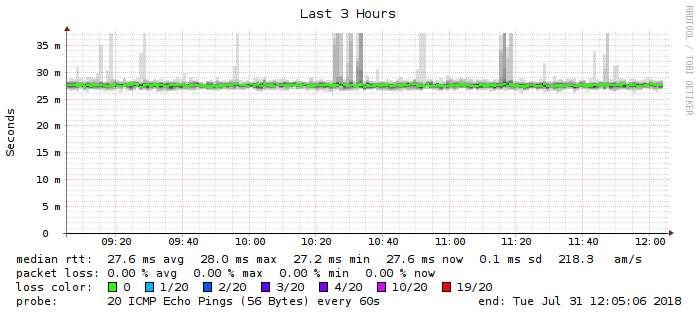 Last 3 Hours
RRDTOOL / TOBI OETIKER
Seconds
35 m
30 m
25 m
20 m
15 m
10 m
5 m
0
09:20 09:40 10:00 10:20 10:40 11:00 11:20 11:40 12:00
median rtt: 27.6 ms avg 28.0 ms max 27.2 ms min 27.6 ms now 0.1 ms sd 218.3 am/s
packet loss: 0.00 % avg 0.00 % max 0.00 % min 0.00 % now
loss color: 0 1/20 2/20 3/20 4/20 10/20 19/20
probe: 20 ICMP Echo Pings (56 Bytes) every 60s end: Tue Jul 31 12:05:06 2018